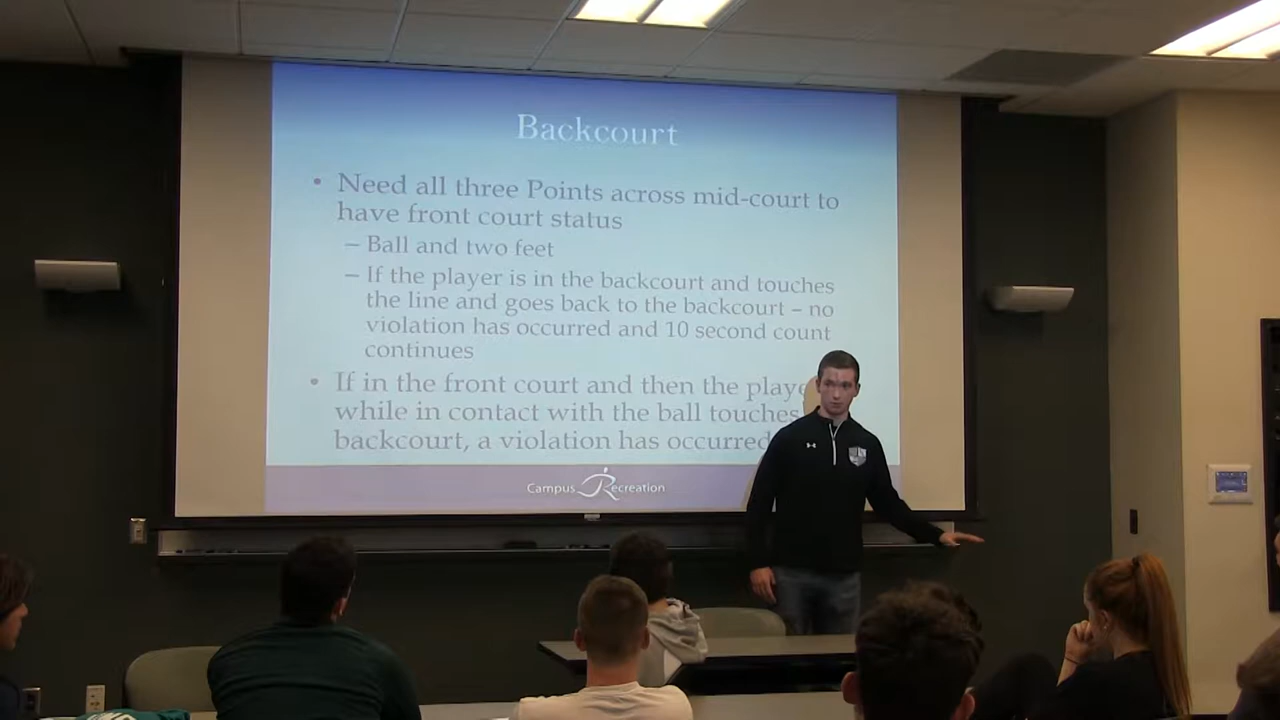 Backcourt
• Need all three Points across mid-court to
have front court status
– Ball and two feet
– If the player is in the backcourt and touches
the line and goes back to the backcourt – no
violation has occurred and 10 second count
continues
• If in the front court and then the
while in contact with the ball touches
backcourt, a violation has occurred
Campus Recreation